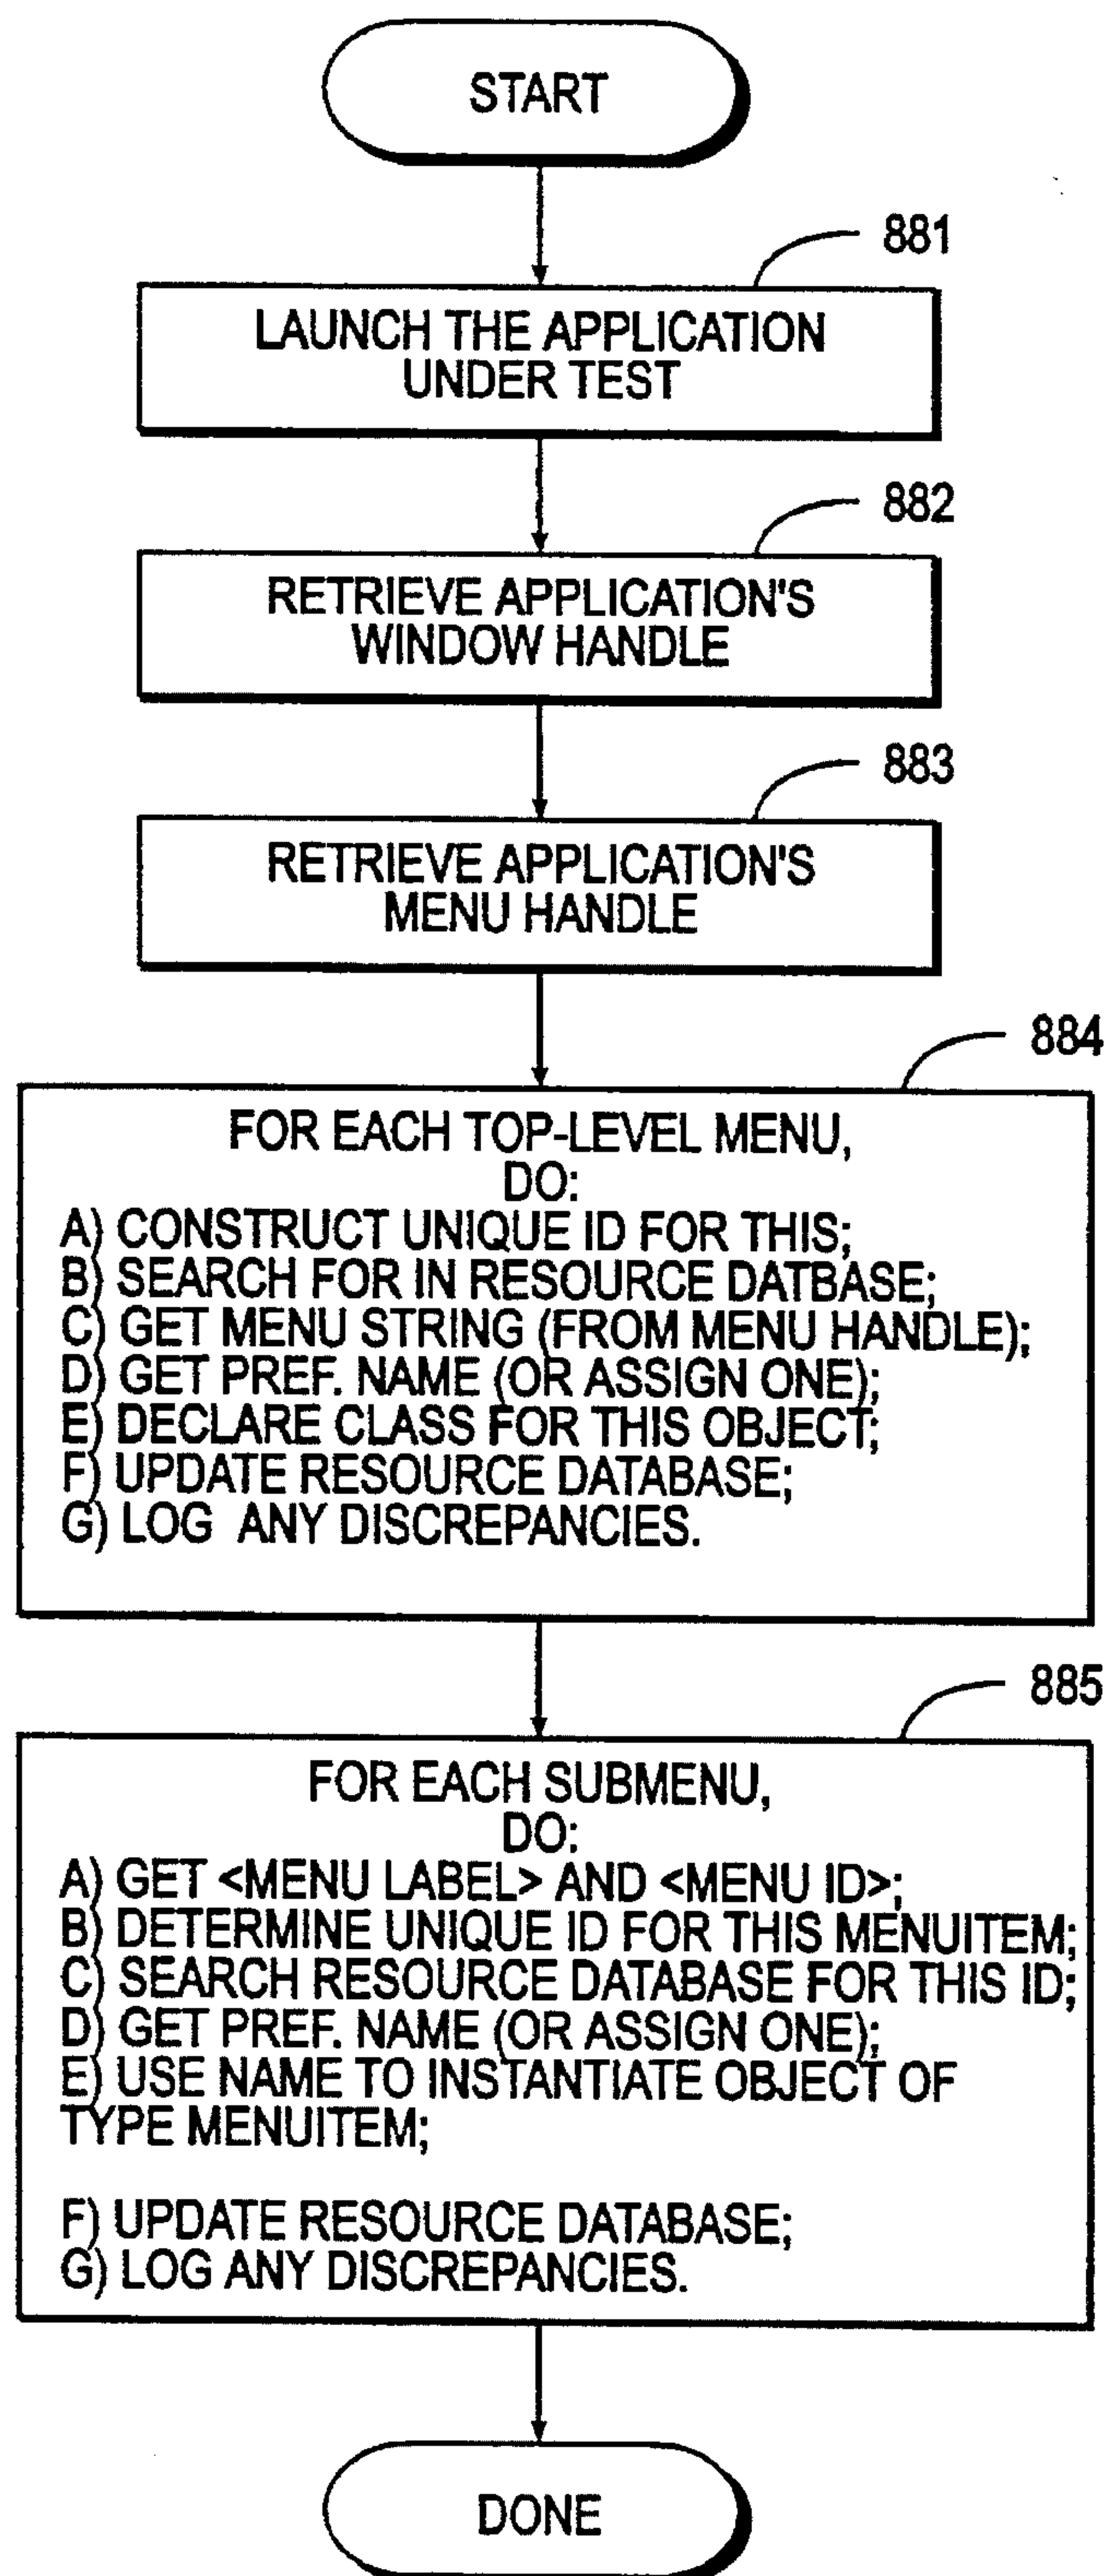 START
881
LAUNCH THE APPLICATION
UNDER TEST
882
RETRIEVE APPLICATION'S
WINDOW HANDLE
883
RETRIEVE APPLICATION'S
MENU HANDLE
884
FOR EACH TOP-LEVEL MENU,
DO:
A) CONSTRUCT UNIQUE ID FOR THIS;
B) SEARCH FOR IN RESOURCE DATBASE;
C) GET MENU STRING (FROM MENU HANDLE);
D) GET PREF. NAME (OR ASSIGN ONE);
E) DECLARE CLASS FOR THIS OBJECT;
F) UPDATE RESOURCE DATABASE;
G) LOG ANY DISCREPANCIES.
885
FOR EACH SUBMENU,
DO:
A) GET <MENU LABEL> AND <MENU ID>;
B) DETERMINE UNIQUE ID FOR THIS MENUITEM;
C) SEARCH RESOURCE DATABASE FOR THIS ID;
D) GET PREF. NAME (OR ASSIGN ONE);
E) USE NAME TO INSTANTIATE OBJECT OF
TYPE MENUITEM;
F) UPDATE RESOURCE DATABASE;
G) LOG ANY DISCREPANCIES.
DONE